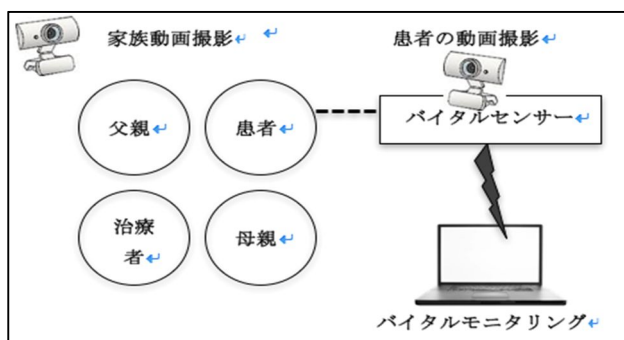 家族動画撮影
患者の動画撮影
父親
患者
バイタルセンサー
治療
者
母親
バイタルモニタリング